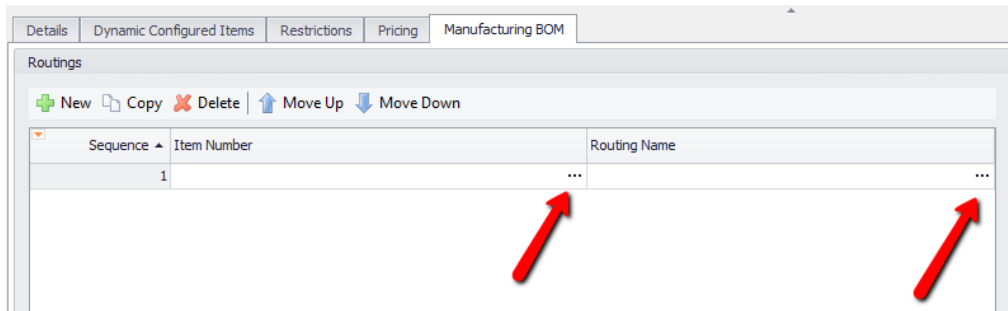 Details Dynamic Configured Items Restrictions Pricing Manufacturing BOM
Routings
New Copy Delete Move Up Move Down
Sequence Item Number Routing Name
1 ... ...